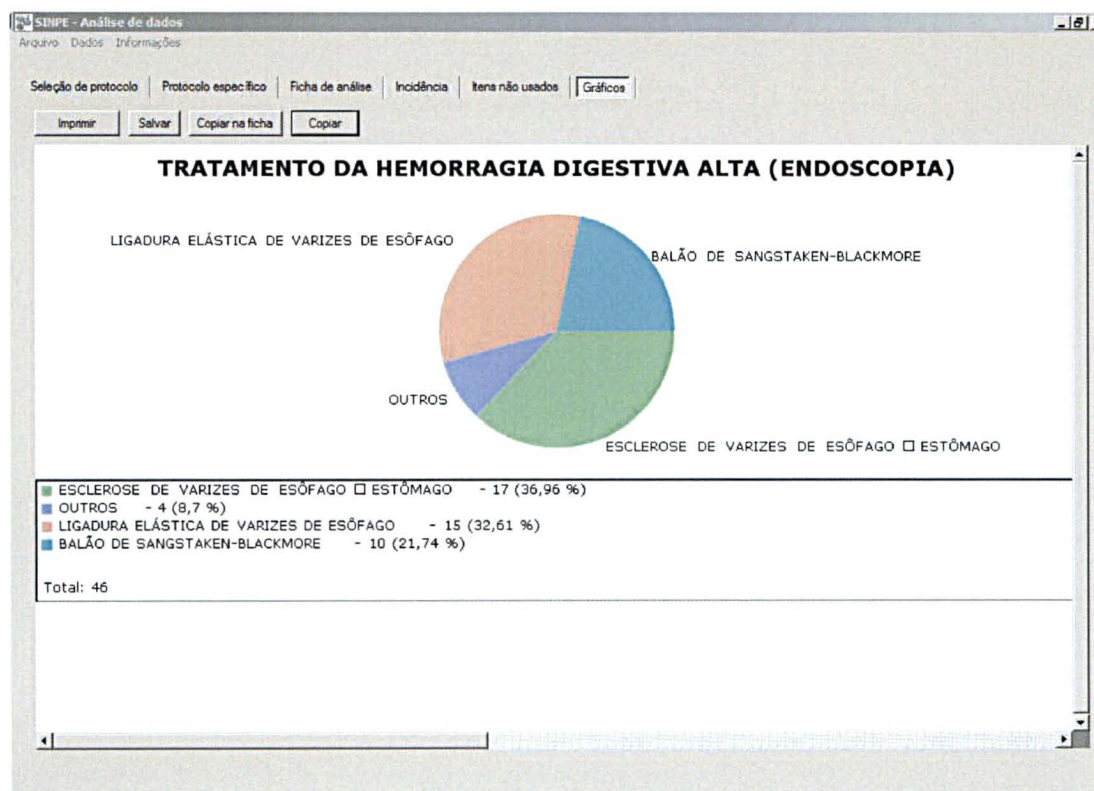 SINPE - Análise de dados
Arquivo Dados Informações
Seleção de protocolo Protocolo específico Ficha de análise Incidência Itens não usados Gráficos
Imprimir Salvar Copiar na ficha Copiar
TRATAMENTO DA HEMORRAGIA DIGESTIVA ALTA (ENDOSCOPIA)
LIGADURA ELÁSTICA DE VARIZES DE ESÔFAGO
BALÃO DE SANGSTAKEN-BLACKMORE
OUTROS
ESCLEROSE DE VARIZES DE ESÔFAGO □ ESTÔMAGO
ESCLEROSE DE VARIZES DE ESÔFAGO □ ESTÔMAGO - 17 (36,96 %)
OUTROS - 4 (8,7 %)
LIGADURA ELÁSTICA DE VARIZES DE ESÔFAGO - 15 (32,61 %)
BALÃO DE SANGSTAKEN-BLACKMORE - 10 (21,74 %)
Total: 46